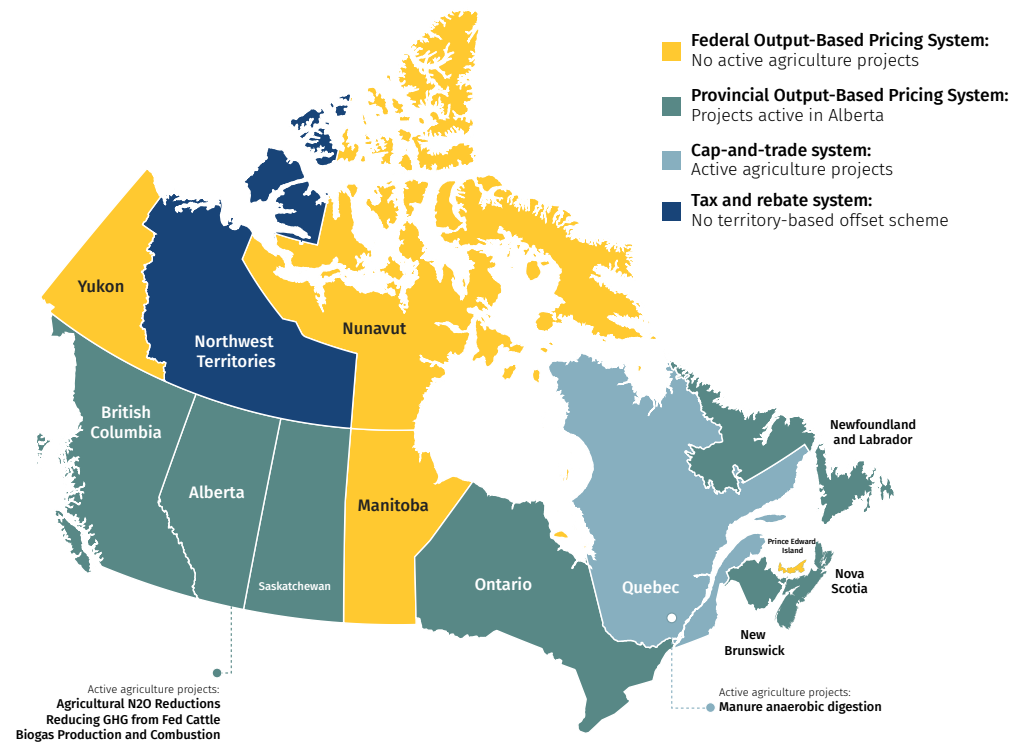 Federal Output-Based Pricing System:
No active agriculture projects
Provincial Output-Based Pricing System:
Projects active in Alberta
Cap-and-trade system:
Active agriculture projects
Tax and rebate system:
No territory-based offset scheme
Yukon
Northwest
Territories
Nunavut
British
Columbia
Alberta
Saskatchewan
Manitoba
Ontario
Quebec
Newfoundland
and Labrador
Prince Edward
Island
Nova
Scotia
New
Brunswick
Active agriculture projects:
Agricultural N2O Reductions
Reducing GHG from Fed Cattle
Biogas Production and Combustion
Active agriculture projects:
Manure anaerobic digestion